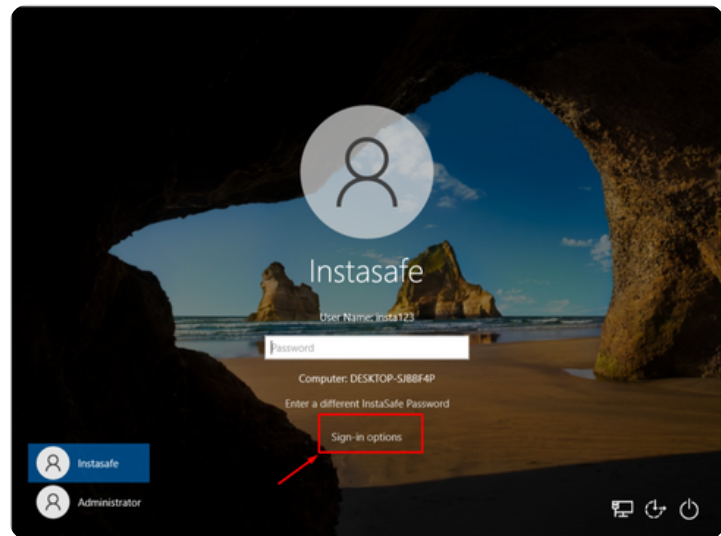 Instasafe
User Name: insta123
Password
Computer: DESKTOP-SJ88F4P
Enter a different InstaSafe Password
Sign-in options
Instasafe
Administrator